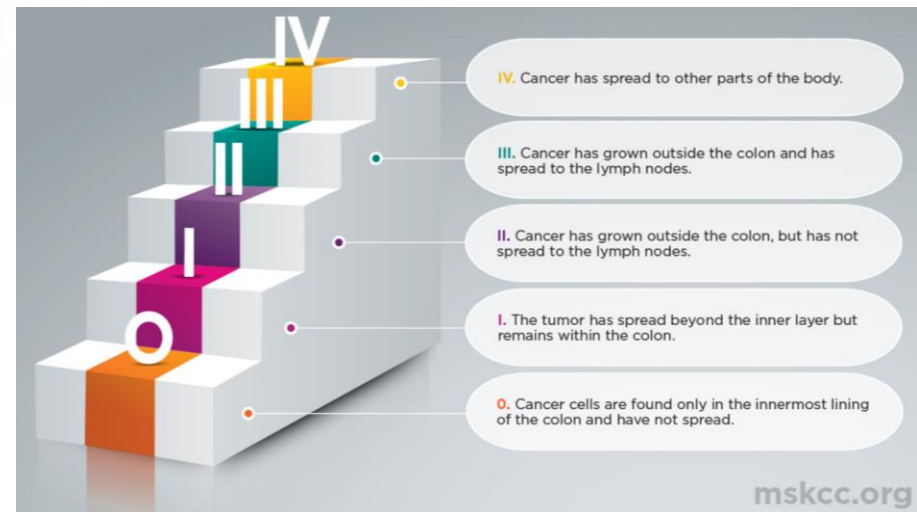 IV
III
II
I
O
IV. Cancer has spread to other parts of the body.
III. Cancer has grown outside the colon and has
spread to the lymph nodes.
II. Cancer has grown outside the colon, but has not
spread to the lymph nodes.
I. The tumor has spread beyond the inner layer but
remains within the colon.
0. Cancer cells are found only in the innermost lining
of the colon and have not spread.
mskcc.org